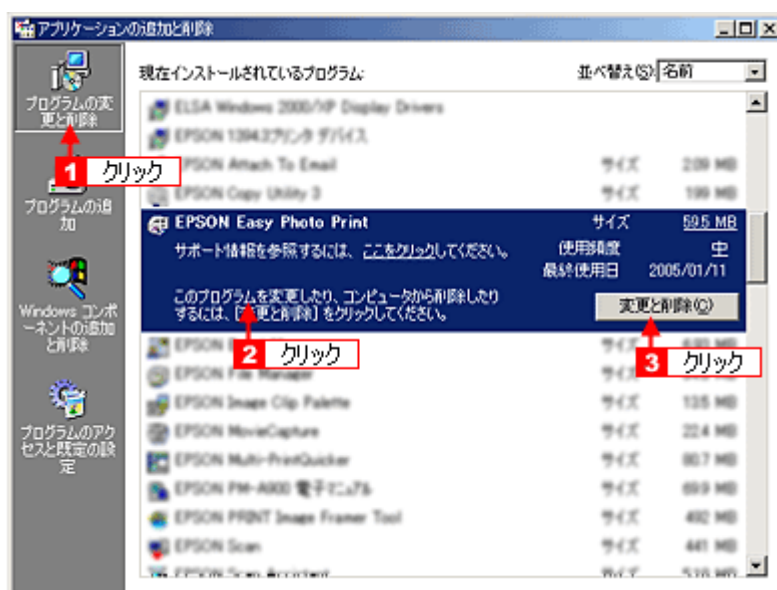 アプリケーションの追加と削除
プログラムの変
更と削除
1 クリック
プログラムの追
加
Windows コンポ
ーネントの追加
と削除
プログラムのアク
セスと既定の設
定
現在インストールされているプログラム:
並べ替え(S): 名前
ELSA Windows 2000/XP Display Drivers
EPSON 1394.2プリンタ デバイス
EPSON Attach To Email サイズ 2.09 MB
EPSON Copy Utility 3 サイズ 1.99 MB
EPSON Easy Photo Print サイズ 59.5 MB
サポート情報を参照するには、ここをクリックしてください。 使用頻度 中
最終使用日 2005/01/11
このプログラムを変更したり、コンピュータから削除したり
するには、[変更と削除] をクリックしてください。 変更と削除(C)
2 クリック
3 クリック
EPSON File Manager サイズ
EPSON Image Clip Palette サイズ 13.5 MB
EPSON MovieCapture サイズ 22.4 MB
EPSON Multi-PrintQuicker サイズ 80.7 MB
EPSON PM-A900 電子マニュアル サイズ 69.9 MB
EPSON PRINT Image Framer Tool サイズ 4.92 MB
EPSON Scan サイズ 4.41 MB
EPSON Scan Assistant サイズ